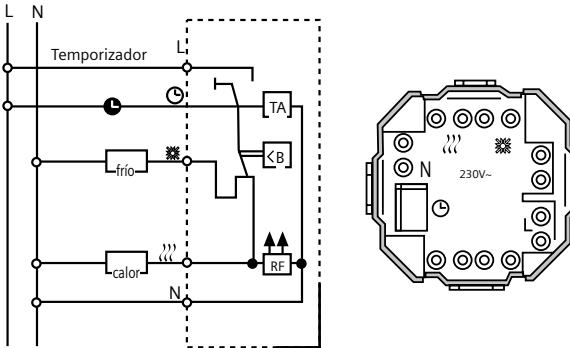 L N
Temporizador L
TA
<B
frío
calor
RF
N
N
230V~
L